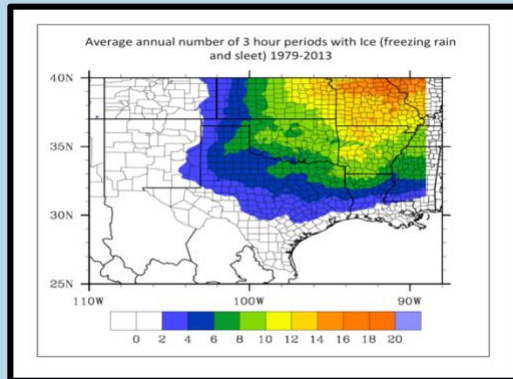 Average annual number of 3 hour periods with Ice (freezing rain
and sleet) 1979-2013
40N
35N
30N
25N
110W 100W 90W
0 2 4 6 8 10 12 14 16 18 20